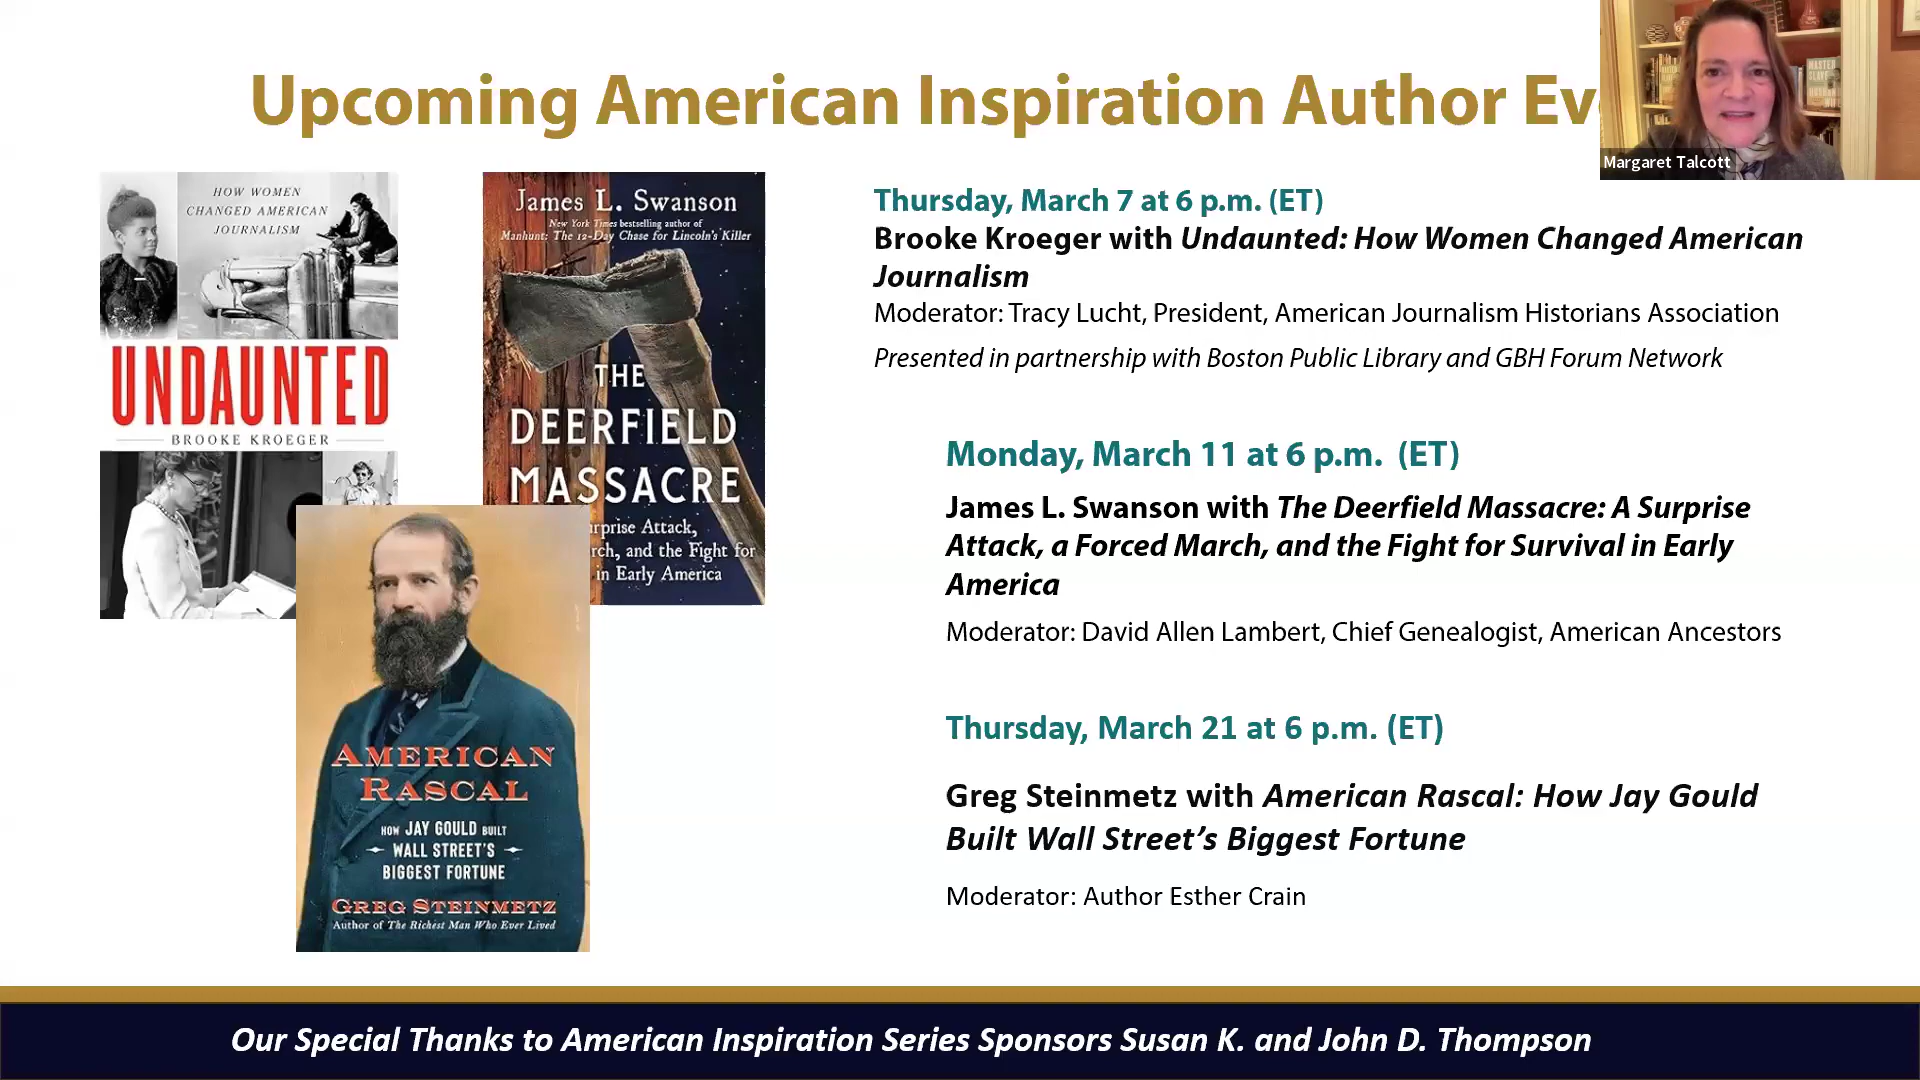 Upcoming American Inspiration Author
Margaret Talcott
MASTER
SLAVE
HOW WOMEN
CHANGED AMERICAN
JOURNALISM
UNDAUNTED
BROOKE KROEGER
James L. Swanson
New York Times bestselling author of
Manhunt: The 12-Day Chase for Lincoln's Killer
THE
DEERFIELD
MASSACRE
Attack,
and the Fight for
in Early America
AMERICAN
RASCAL
HOW JAY GOULD BUILT
WALL STREET'S
BIGGEST FORTUNE
GREG STEINMETZ
Author of The Richest Man Who Ever Lived
Thursday, March 7 at 6 p.m. (ET)
Brooke Kroeger with Undaunted: How Women Changed American
Journalism
Moderator: Tracy Lucht, President, American Journalism Historians Association
Presented in partnership with Boston Public Library and GBH Forum Network
Monday, March 11 at 6 p.m. (ET)
James L. Swanson with The Deerfield Massacre: A Surprise
Attack, a Forced March, and the Fight for Survival in Early
America
Moderator: David Allen Lambert, Chief Genealogist, American Ancestors
Thursday, March 21 at 6 p.m. (ET)
Greg Steinmetz with American Rascal: How Jay Gould
Built Wall Street’s Biggest Fortune
Moderator: Author Esther Crain
Our Special Thanks to American Inspiration Series Sponsors Susan K. and John D. Thompson